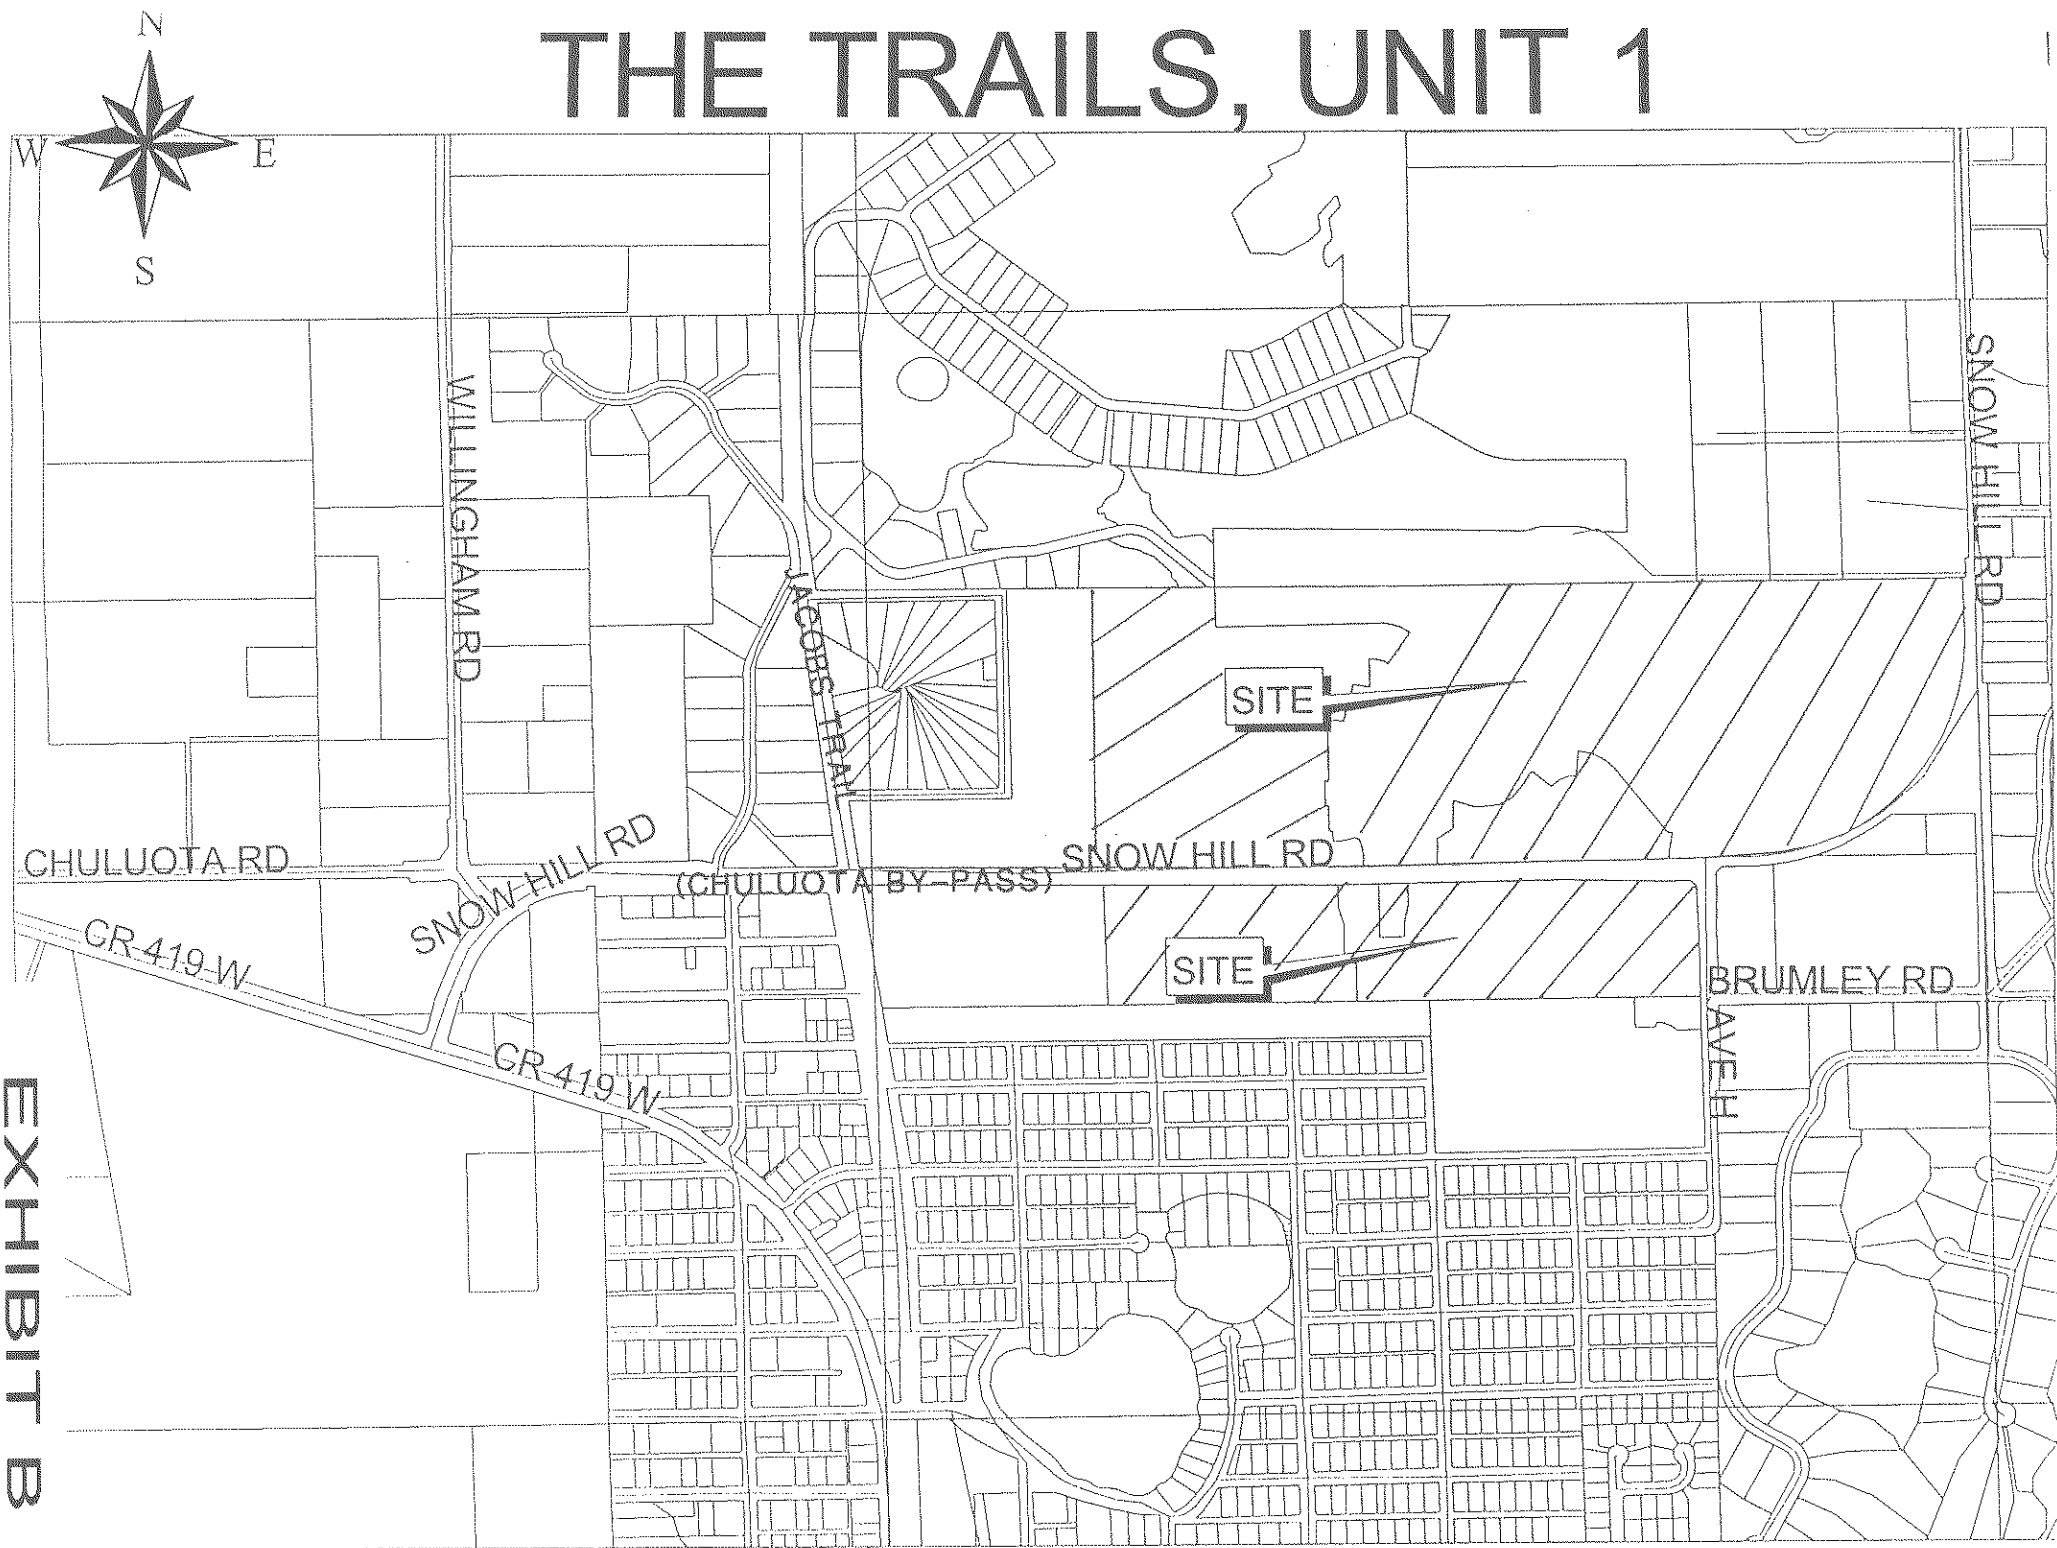 N
THE TRAILS, UNIT 1
W
E
S
WILLINGHAM RD
SNOW HILL RD
JACOBS TRAIL
SITE
CHULUOTA RD
SNOW HILL RD
SNOW HILL RD
(CHULUOTA BY-PASS)
CR 419 W
SITE
BRUMLEY RD
AVE H
CR 419 W
EXHIBIT B